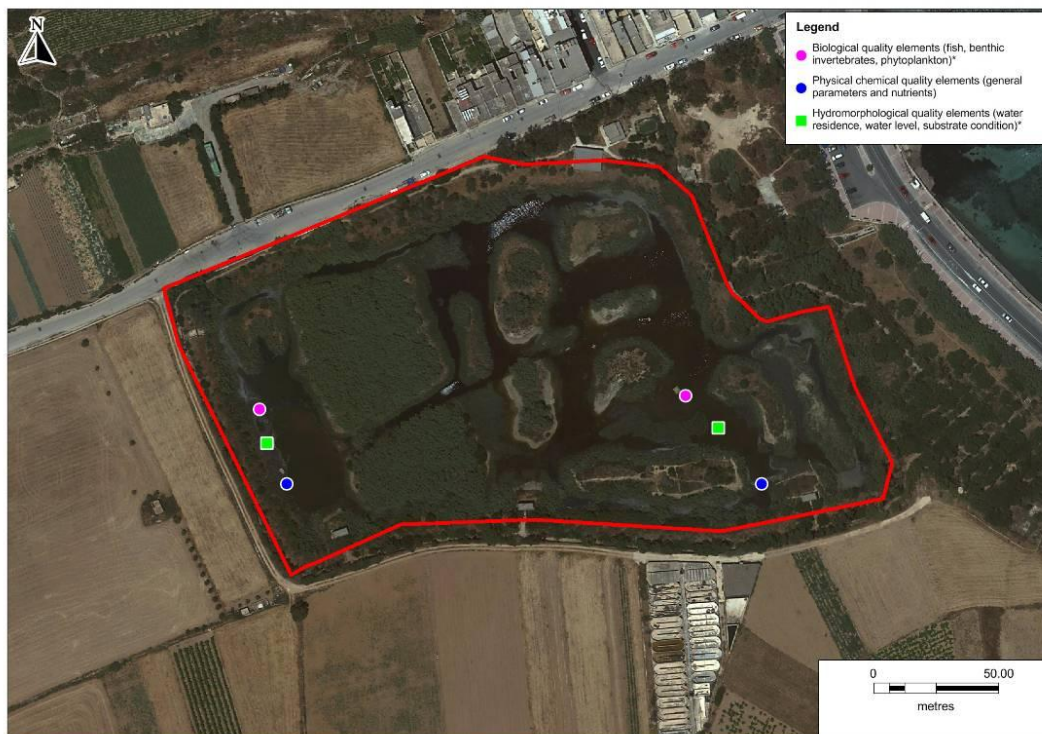 N
Legend
Biological quality elements (fish, benthic
invertebrates, phytoplankton)*
Physical chemical quality elements (general
parameters and nutrients)
Hydromorphological quality elements (water
residence, water level, substrate condition)*
0 50.00
metres